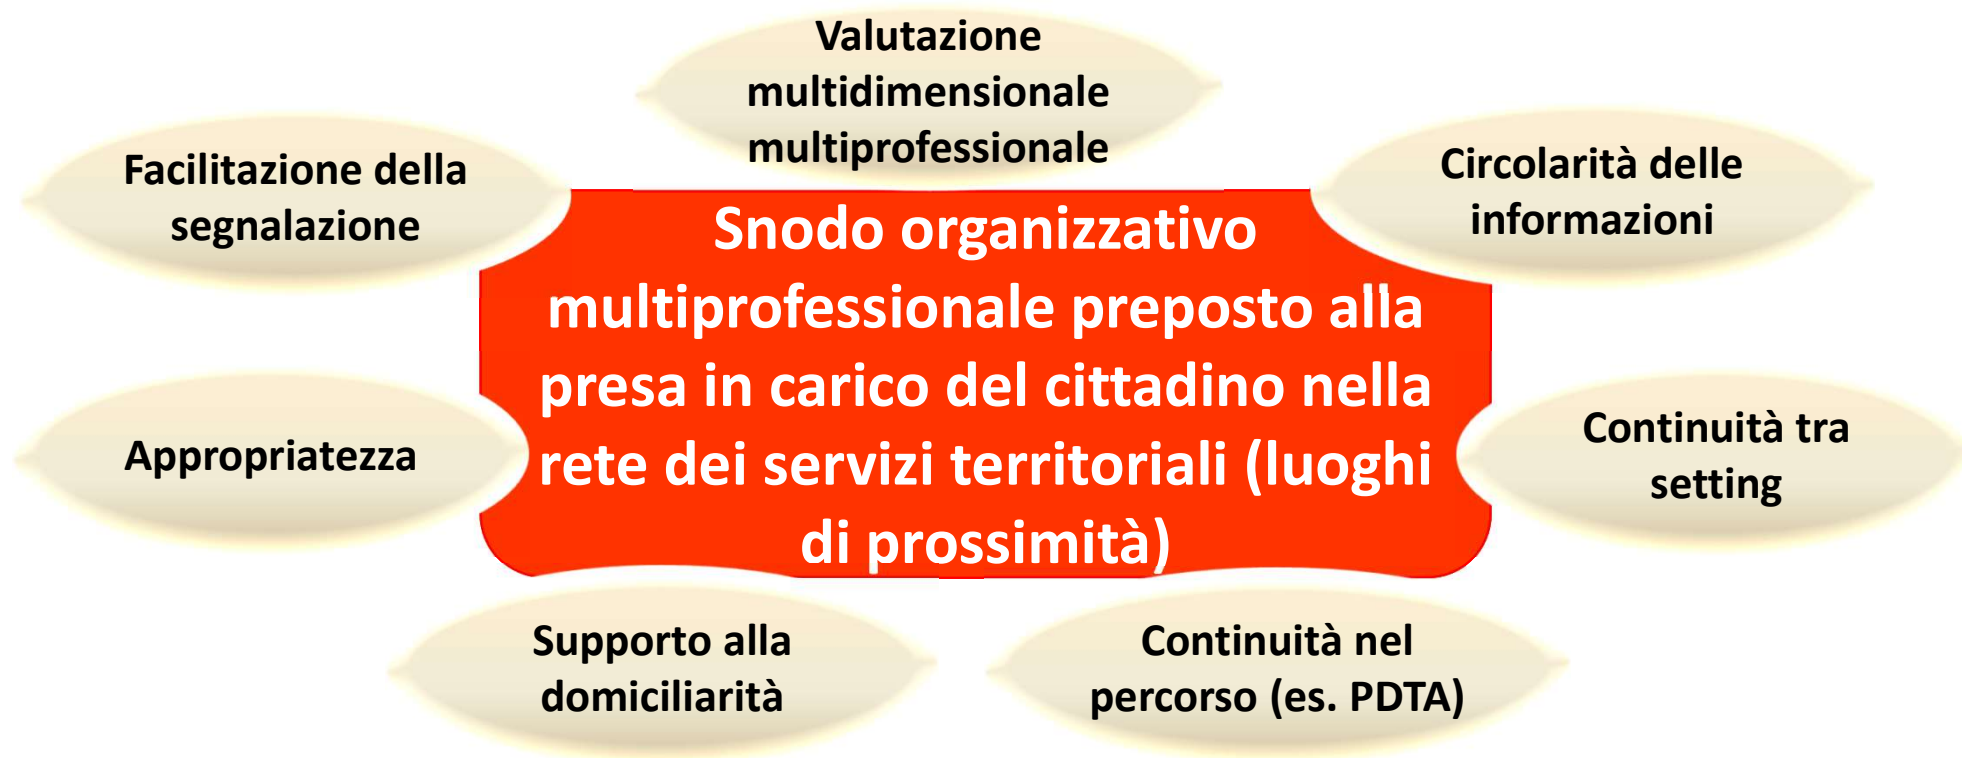 Valutazione
multidimensionale
multiprofessionale
Facilitazione della
segnalazione
Circolarità delle
informazioni
Snodo organizzativo
multiprofessionale preposto alla
presa in carico del cittadino nella
rete dei servizi territoriali (luoghi
di prossimità)
Appropriatezza
Continuità tra
setting
Supporto alla
domiciliarità
Continuità nel
percorso (es. PDTA)